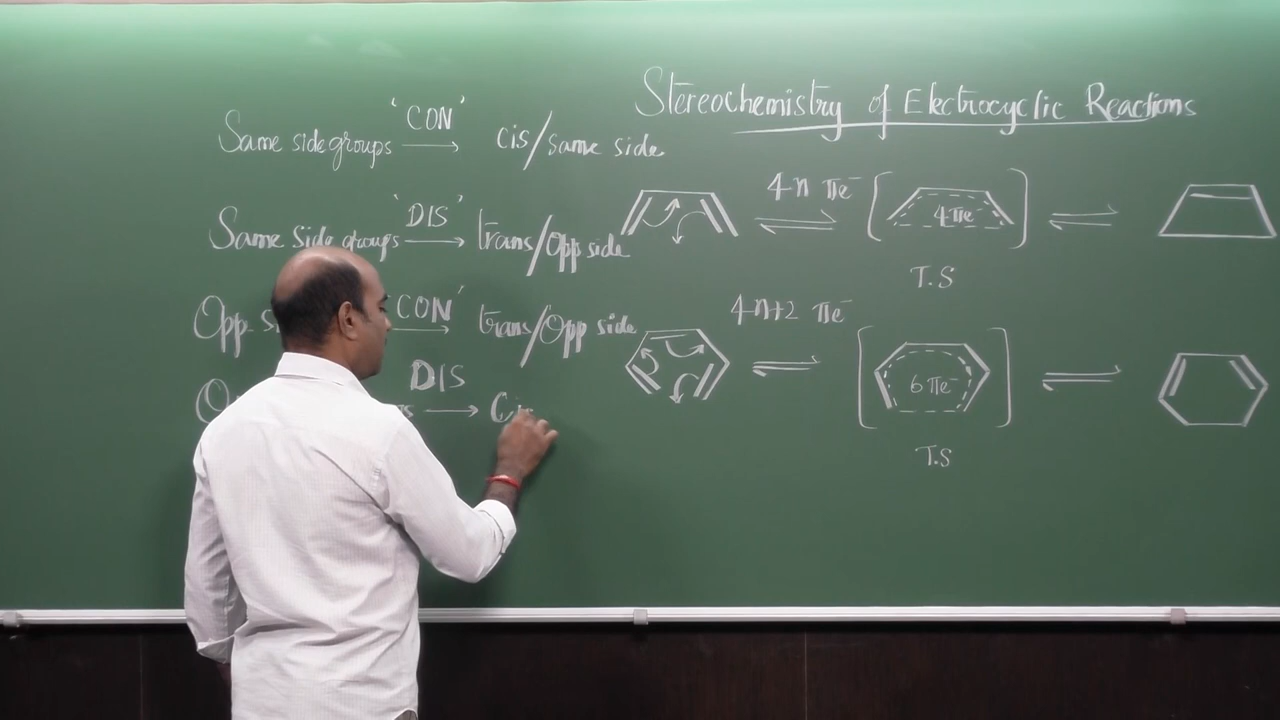 Stereochemistry of Electrocyclic Reactions
Same side groups 'CON' → cis/same side
Same side groups 'DIS' → trans/Opp side
Opp 'CON' → trans/Opp side
DIS → Cis
4n πe⁻
4πe⁻
T.S
4n+2 πe⁻
6πe⁻
T.S